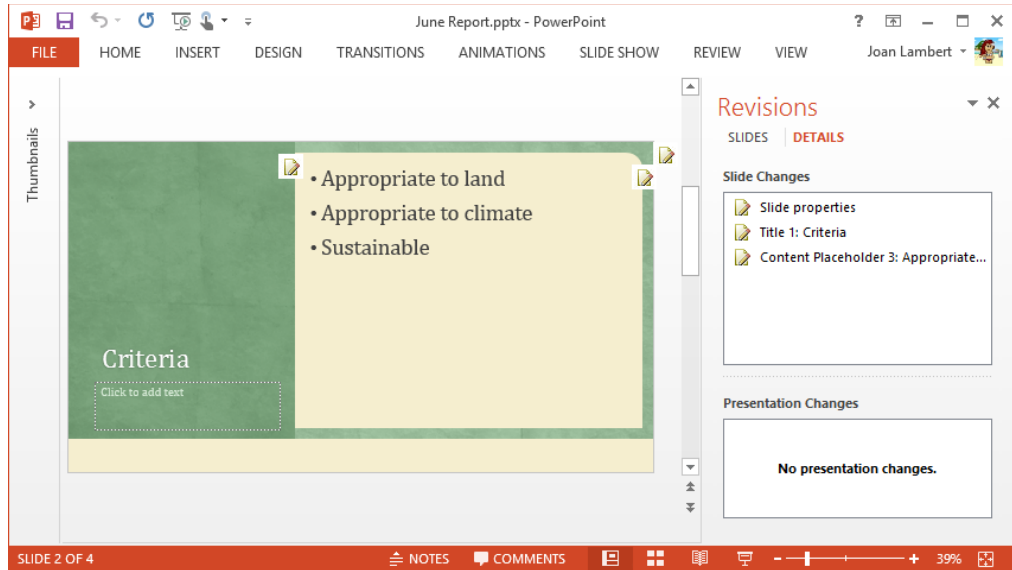 June Report.pptx - PowerPoint
?
FILE HOME INSERT DESIGN TRANSITIONS ANIMATIONS SLIDE SHOW REVIEW VIEW Joan Lambert
Thumbnails
• Appropriate to land
• Appropriate to climate
• Sustainable
Criteria
Click to add text
Revisions
SLIDES DETAILS
Slide Changes
Slide properties
Title 1: Criteria
Content Placeholder 3: Appropriate...
Presentation Changes
No presentation changes.
SLIDE 2 OF 4 NOTES COMMENTS 39%